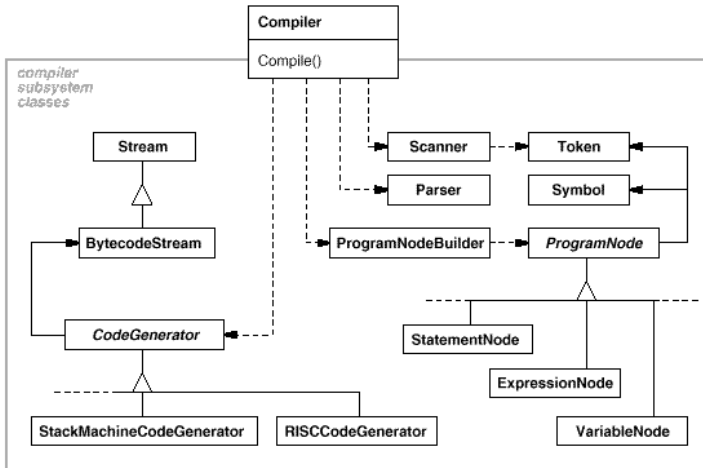 Compiler
Compile()
compiler
subsystem
classes
Stream
Scanner
Token
Parser
Symbol
BytecodeStream
ProgramNodeBuilder
ProgramNode
CodeGenerator
StatementNode
ExpressionNode
StackMachineCodeGenerator
RISCCodeGenerator
VariableNode